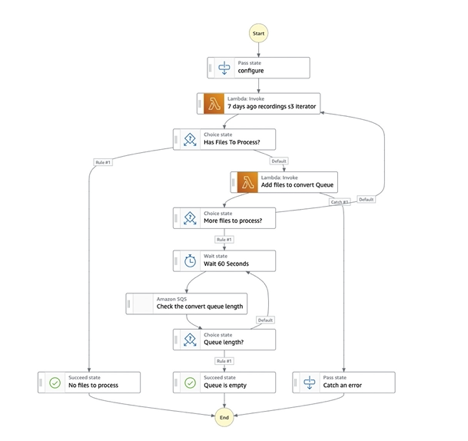 Start
Pass state
configure
Lambda: Invoke
7 days ago recordings s3 iterator
Choice state
Has Files To Process?
Rule #1
Default
Lambda: Invoke
Add files to convert Queue
Catch #1
Default
Choice state
More files to process?
Rule #1
Wait state
Wait 60 Seconds
Amazon SQS
Check the convert queue length
Default
Choice state
Queue length?
Rule #1
Succeed state
No files to process
Succeed state
Queue is empty
Pass state
Catch an error
End